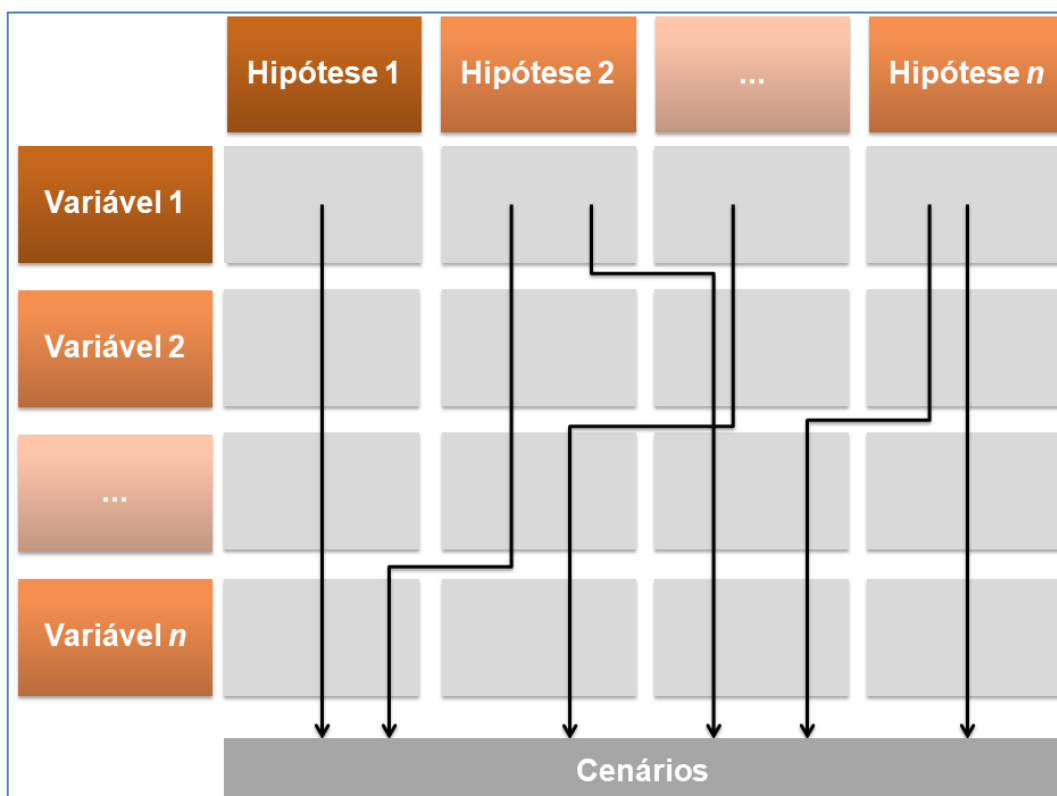 Hipótese 1
Hipótese 2
...
Hipótese n
Variável 1
Variável 2
...
Variável n
Cenários